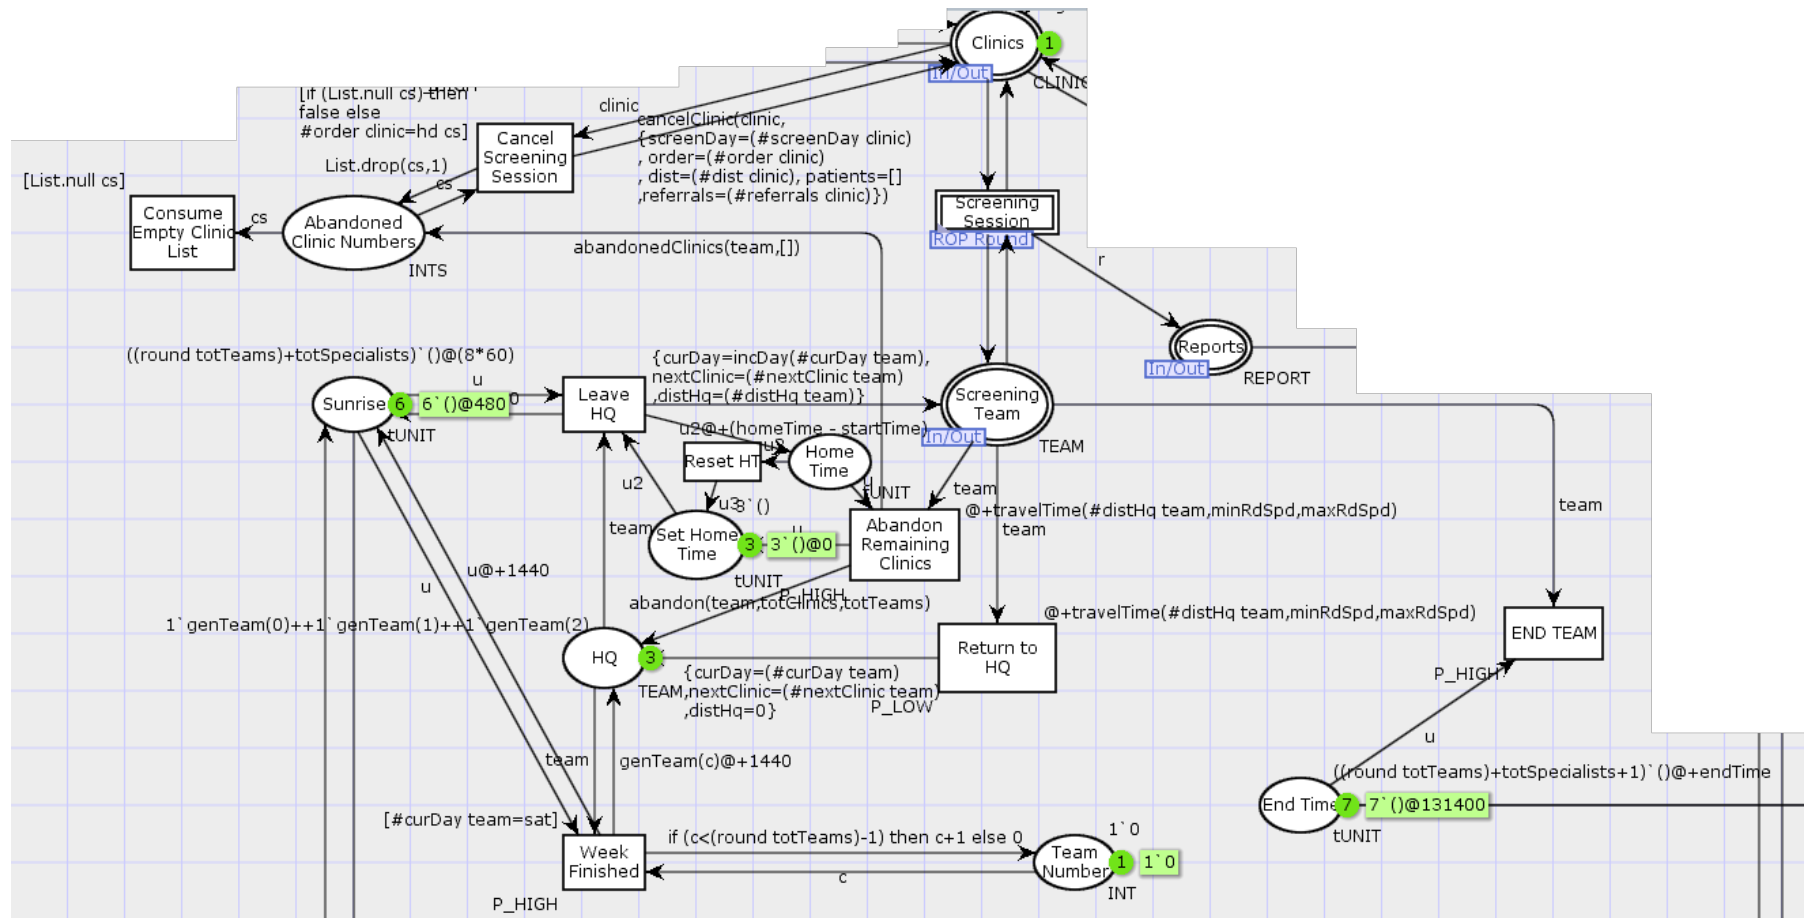 Clinics
1
In/Out
CLINIC
[if (List.null cs) then
false else
#order clinic=hd cs]
clinic
Cancel
Screening
Session
cancelClinic(clinic,
{screenDay=(#screenDay clinic)
, order=(#order clinic)
, dist=(#dist clinic), patients=[]
,referrals=(#referrals clinic)})
List.drop(cs,1)
cs
[List.null cs]
Consume
Empty Clinic
List
cs
Abandoned
Clinic Numbers
INTS
abandonedClinics(team,[])
Screening
Session
ROP Round
r
Reports
In/Out
REPORT
((round totTeams)+totSpecialists)`()@(8*60)
Sunrise
6
6`()@480
0
tUNIT
u
Leave
HQ
{curDay=incDay(#curDay team),
nextClinic=(#nextClinic team)
,distHq=(#distHq team)}
Screening
Team
In/Out
TEAM
u2@+(homeTime - startTime)
Reset HT
u3
Home
Time
tUNIT
u
u2
u3
3`()
team
Set Home
Time
3
3`()@0
u
tUNIT
Abandon
Remaining
Clinics
P_HIGH
team
@+travelTime(#distHq team,minRdSpd,maxRdSpd)
team
team
u@+1440
u
abandon(team,totClinics,totTeams)
1`genTeam(0)++1`genTeam(1)++1`genTeam(2)
HQ
3
TEAM
{curDay=(#curDay team)
,nextClinic=(#nextClinic team)
,distHq=0}
Return to
HQ
P_LOW
@+travelTime(#distHq team,minRdSpd,maxRdSpd)
END TEAM
P_HIGH
u
team
genTeam(c)@+1440
((round totTeams)+totSpecialists+1)`()@+endTime
End Time
7
7`()@131400
tUNIT
[#curDay team=sat]
Week
Finished
P_HIGH
if (c<(round totTeams)-1) then c+1 else 0
c
1`0
Team
Number
1
1`0
INT